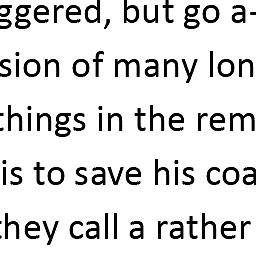 ggered, but go a-
sion of many lon
things in the rem
is to save his coa
they call a rather